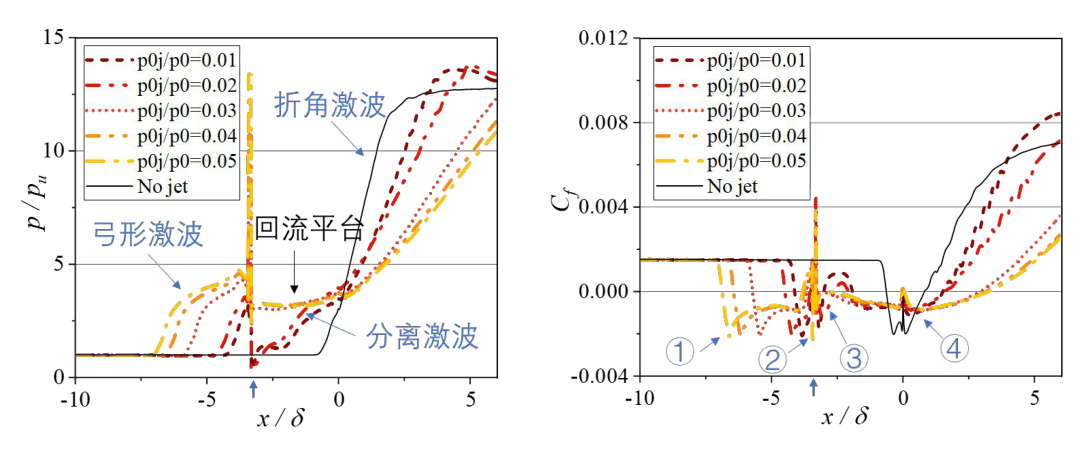 15
10
5
0
p / pu
p0j/p0=0.01
p0j/p0=0.02
p0j/p0=0.03
p0j/p0=0.04
p0j/p0=0.05
No jet
折角激波
弓形激波
回流平台
分离激波
-10
-5
0
5
x / δ
0.012
0.008
0.004
0.000
-0.004
Cf
p0j/p0=0.01
p0j/p0=0.02
p0j/p0=0.03
p0j/p0=0.04
p0j/p0=0.05
No jet
①
②
③
④
-10
-5
0
5
x / δ